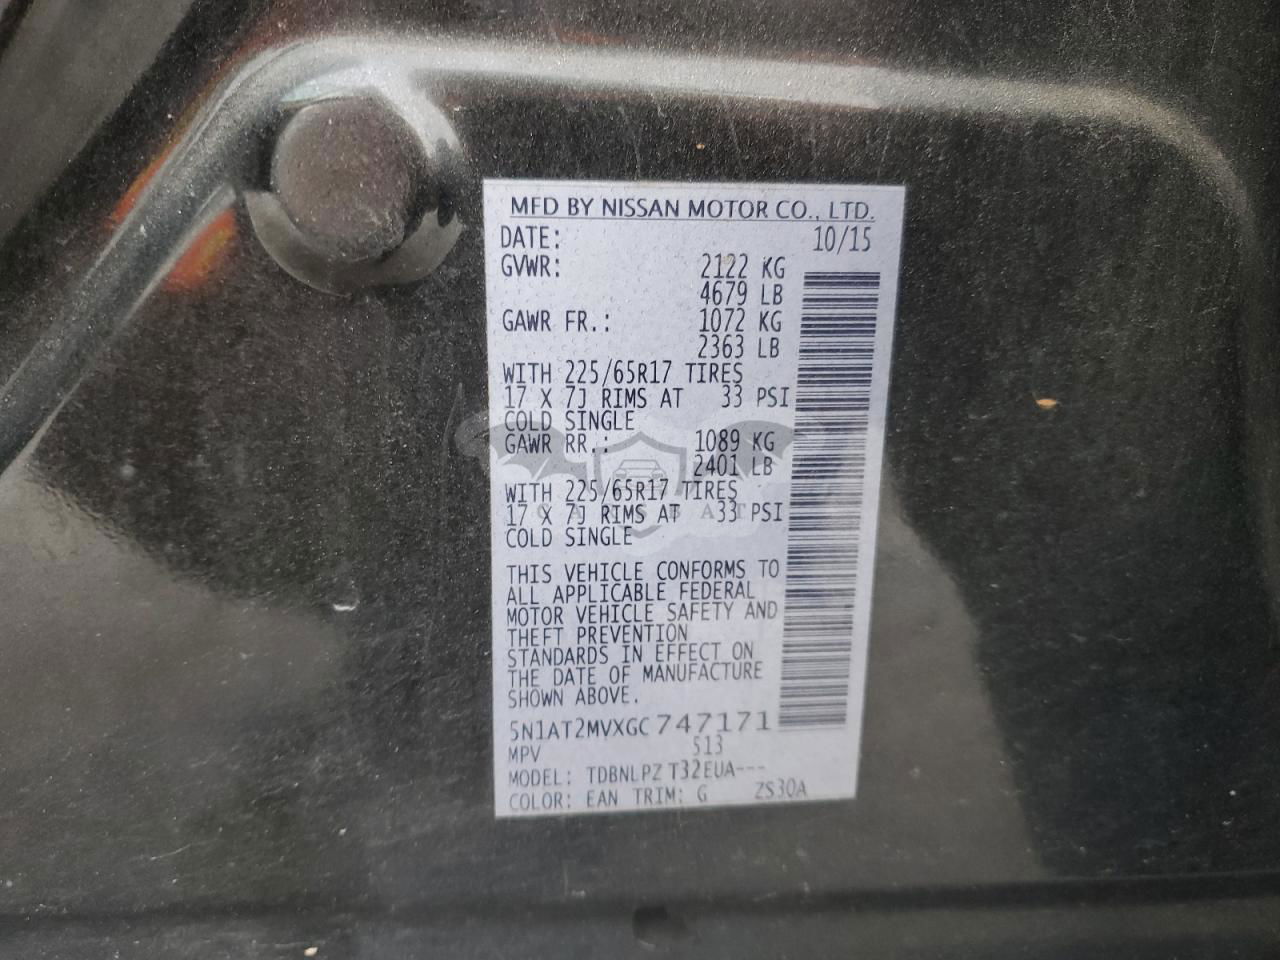 MFD BY NISSAN MOTOR CO., LTD.
DATE: 10/15
GVWR: 2122 KG
4679 LB
GAWR FR.: 1072 KG
2363 LB
WITH 225/65R17 TIRES
17 X 7J RIMS AT 33 PSI
COLD SINGLE
GAWR RR.: 1089 KG
2401 LB
WITH 225/65R17 TIRES
17 X 7J RIMS AT 33 PSI
COLD SINGLE
THIS VEHICLE CONFORMS TO
ALL APPLICABLE FEDERAL
MOTOR VEHICLE SAFETY AND
THEFT PREVENTION
STANDARDS IN EFFECT ON
THE DATE OF MANUFACTURE
SHOWN ABOVE.
5N1AT2MVXGC747171
MPV 513
MODEL: TDBNLPZ T32EUA---
COLOR: EAN TRIM: G ZS30A